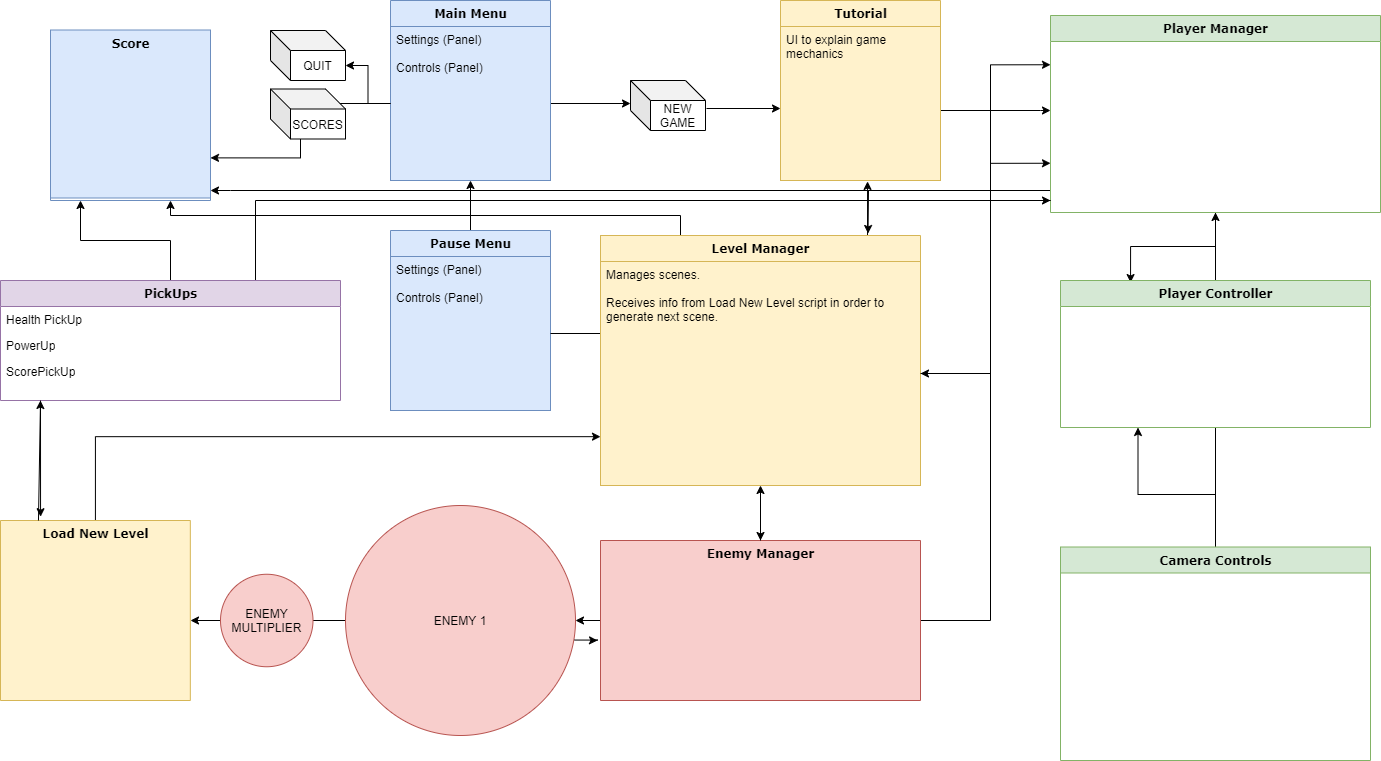 Score
QUIT
SCORES
Main Menu
Settings (Panel)
Controls (Panel)
NEW
GAME
Tutorial
UI to explain game
mechanics
Player Manager
PickUps
Health PickUp
PowerUp
ScorePickUp
Pause Menu
Settings (Panel)
Controls (Panel)
Level Manager
Manages scenes.
Receives info from Load New Level script in order to
generate next scene.
Player Controller
Load New Level
ENEMY
MULTIPLIER
ENEMY 1
Enemy Manager
Camera Controls